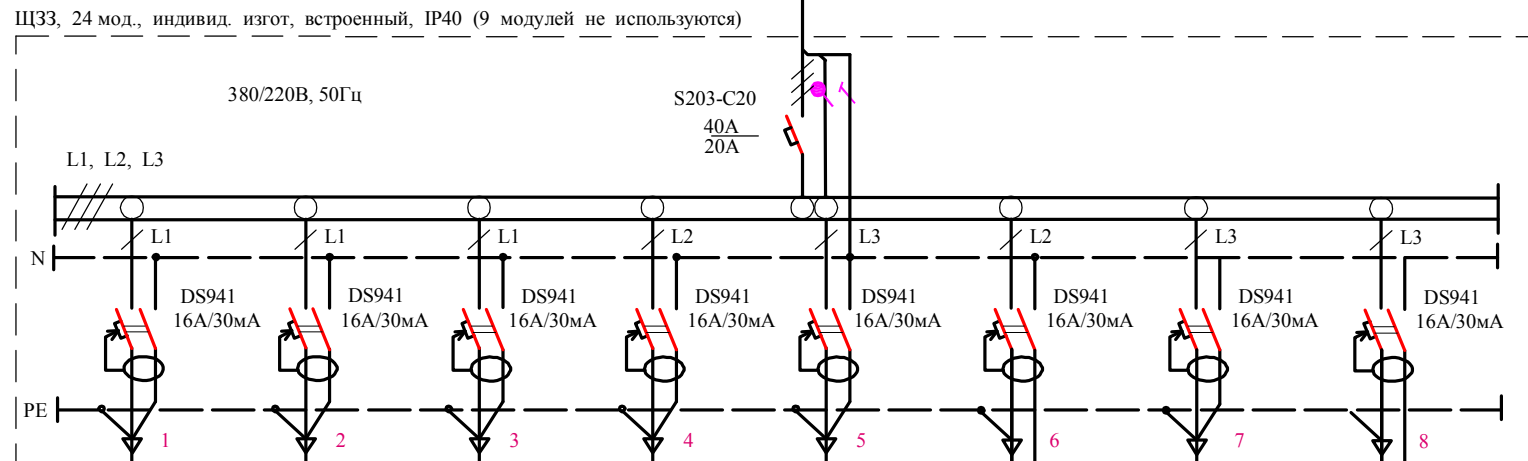 ЩЗЗ, 24 мод., индивид. изгот, встроенный, IP40 (9 модулей не используются)
380/220В, 50Гц
S203-C20
40А
20А
L1, L2, L3
L1
L1
L1
L2
L3
L2
L3
L3
N
DS941
16А/30мА
DS941
16А/30мА
DS941
16А/30мА
DS941
16А/30мА
DS941
16А/30мА
DS941
16А/30мА
DS941
16А/30мА
DS941
16А/30мА
PE
1
2
3
4
5
6
7
8